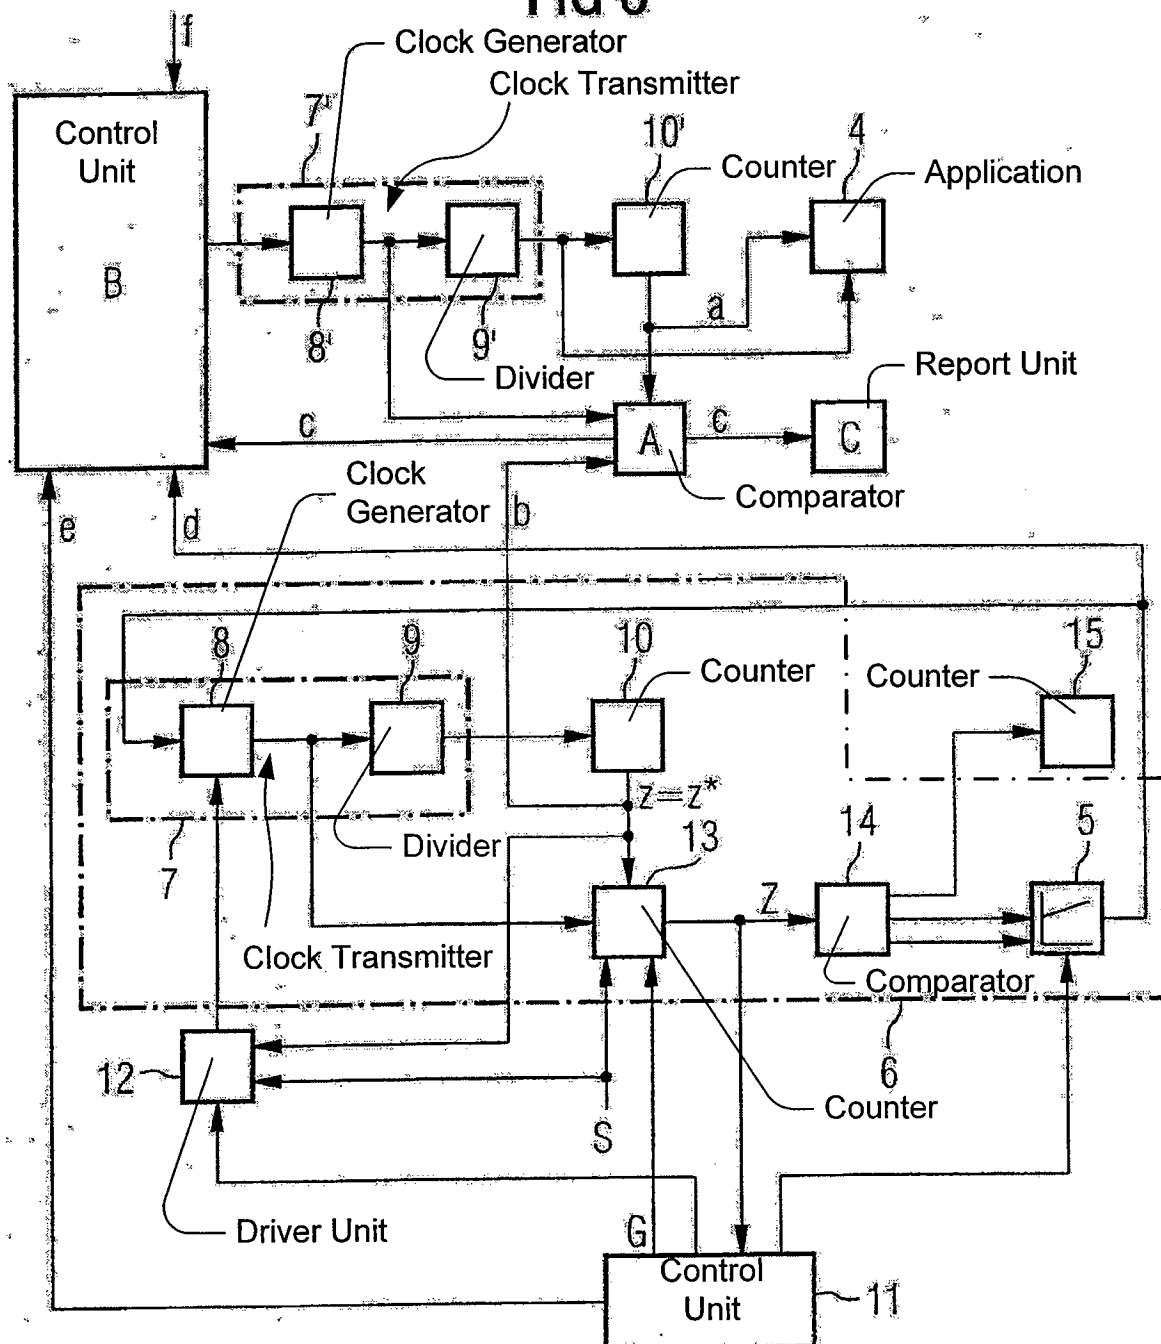 f
Clock Generator
Clock Transmitter
7'
10'
4
Control
Unit
Counter
Application
B
a
8'
9'
Divider
Report Unit
c
A
c
C
Clock
Generator
Comparator
e
d
b
8
9
10
15
Counter
Counter
z=z*
13
14
5
Divider
7
Z
Clock Transmitter
Comparator
12
6
Counter
S
Driver Unit
G
Control
Unit
11